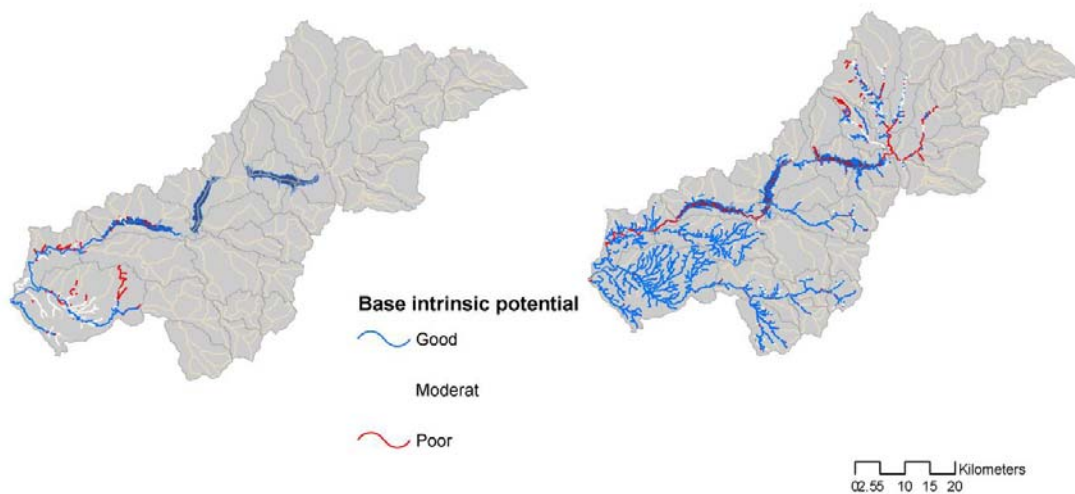 Base intrinsic potential
Good
Moderat
Poor
Kilometers
02.55 10 15 20